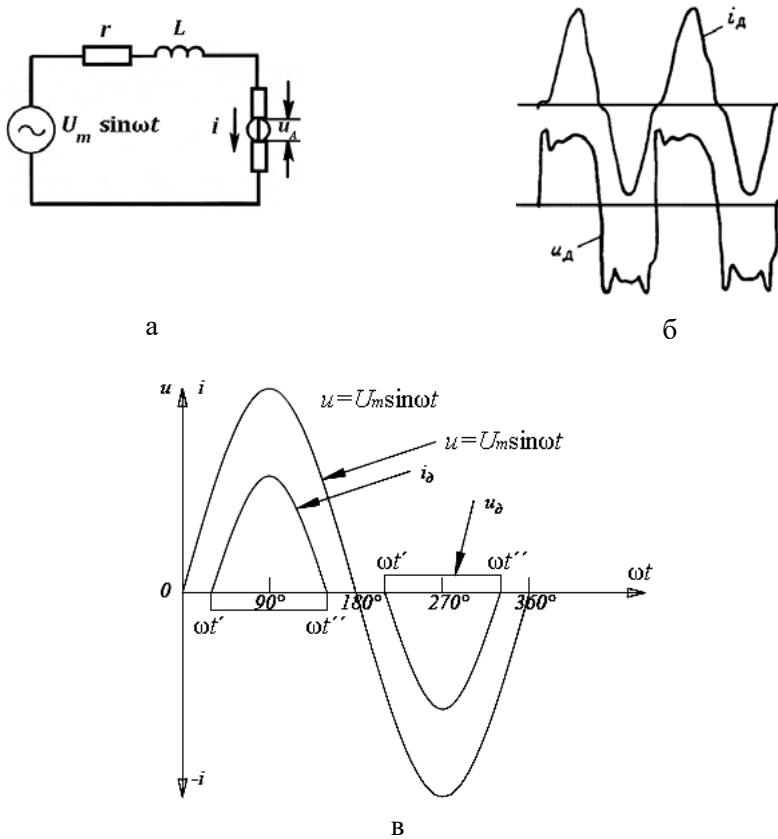 r L
U_m sinωt i u_д
i_д
u_д
а б
u i u=U_m sinωt
u=U_m sinωt
i_д
u_д
ωt′ ωt′′
0 90° 180° 270° 360° ωt
ωt′ ωt′′
-i
в